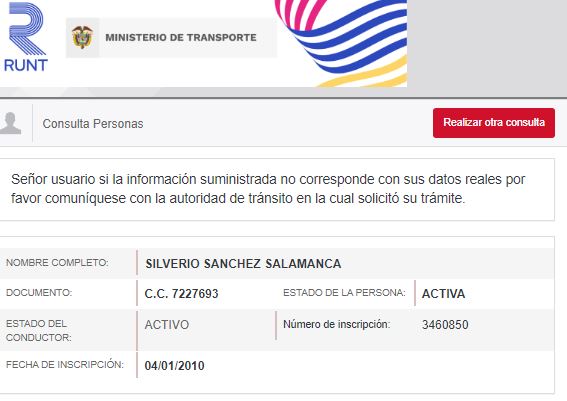 RUNT
MINISTERIO DE TRANSPORTE
Consulta Personas
Realizar otra consulta
Señor usuario si la información suministrada no corresponde con sus datos reales por
favor comuníquese con la autoridad de tránsito en la cual solicitó su trámite.
NOMBRE COMPLETO: SILVERIO SANCHEZ SALAMANCA
DOCUMENTO: C.C. 7227693 ESTADO DE LA PERSONA: ACTIVA
ESTADO DEL
CONDUCTOR: ACTIVO Número de inscripción: 3460850
FECHA DE INSCRIPCIÓN: 04/01/2010